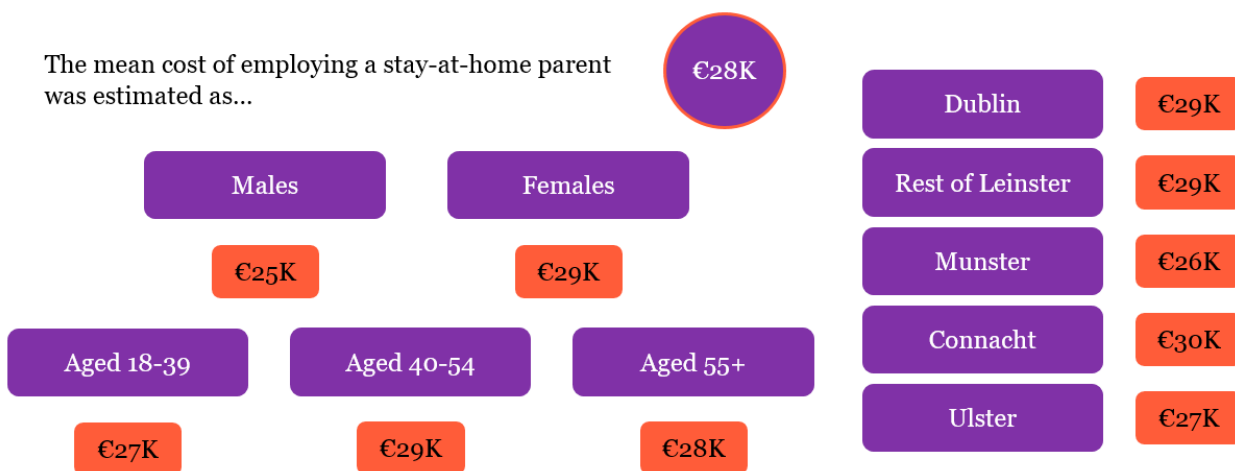 The mean cost of employing a stay-at-home parent
was estimated as...
€28K
Males
Females
€25K
€29K
Aged 18-39
Aged 40-54
Aged 55+
€27K
€29K
€28K
Dublin
€29K
Rest of Leinster
€29K
Munster
€26K
Connacht
€30K
Ulster
€27K